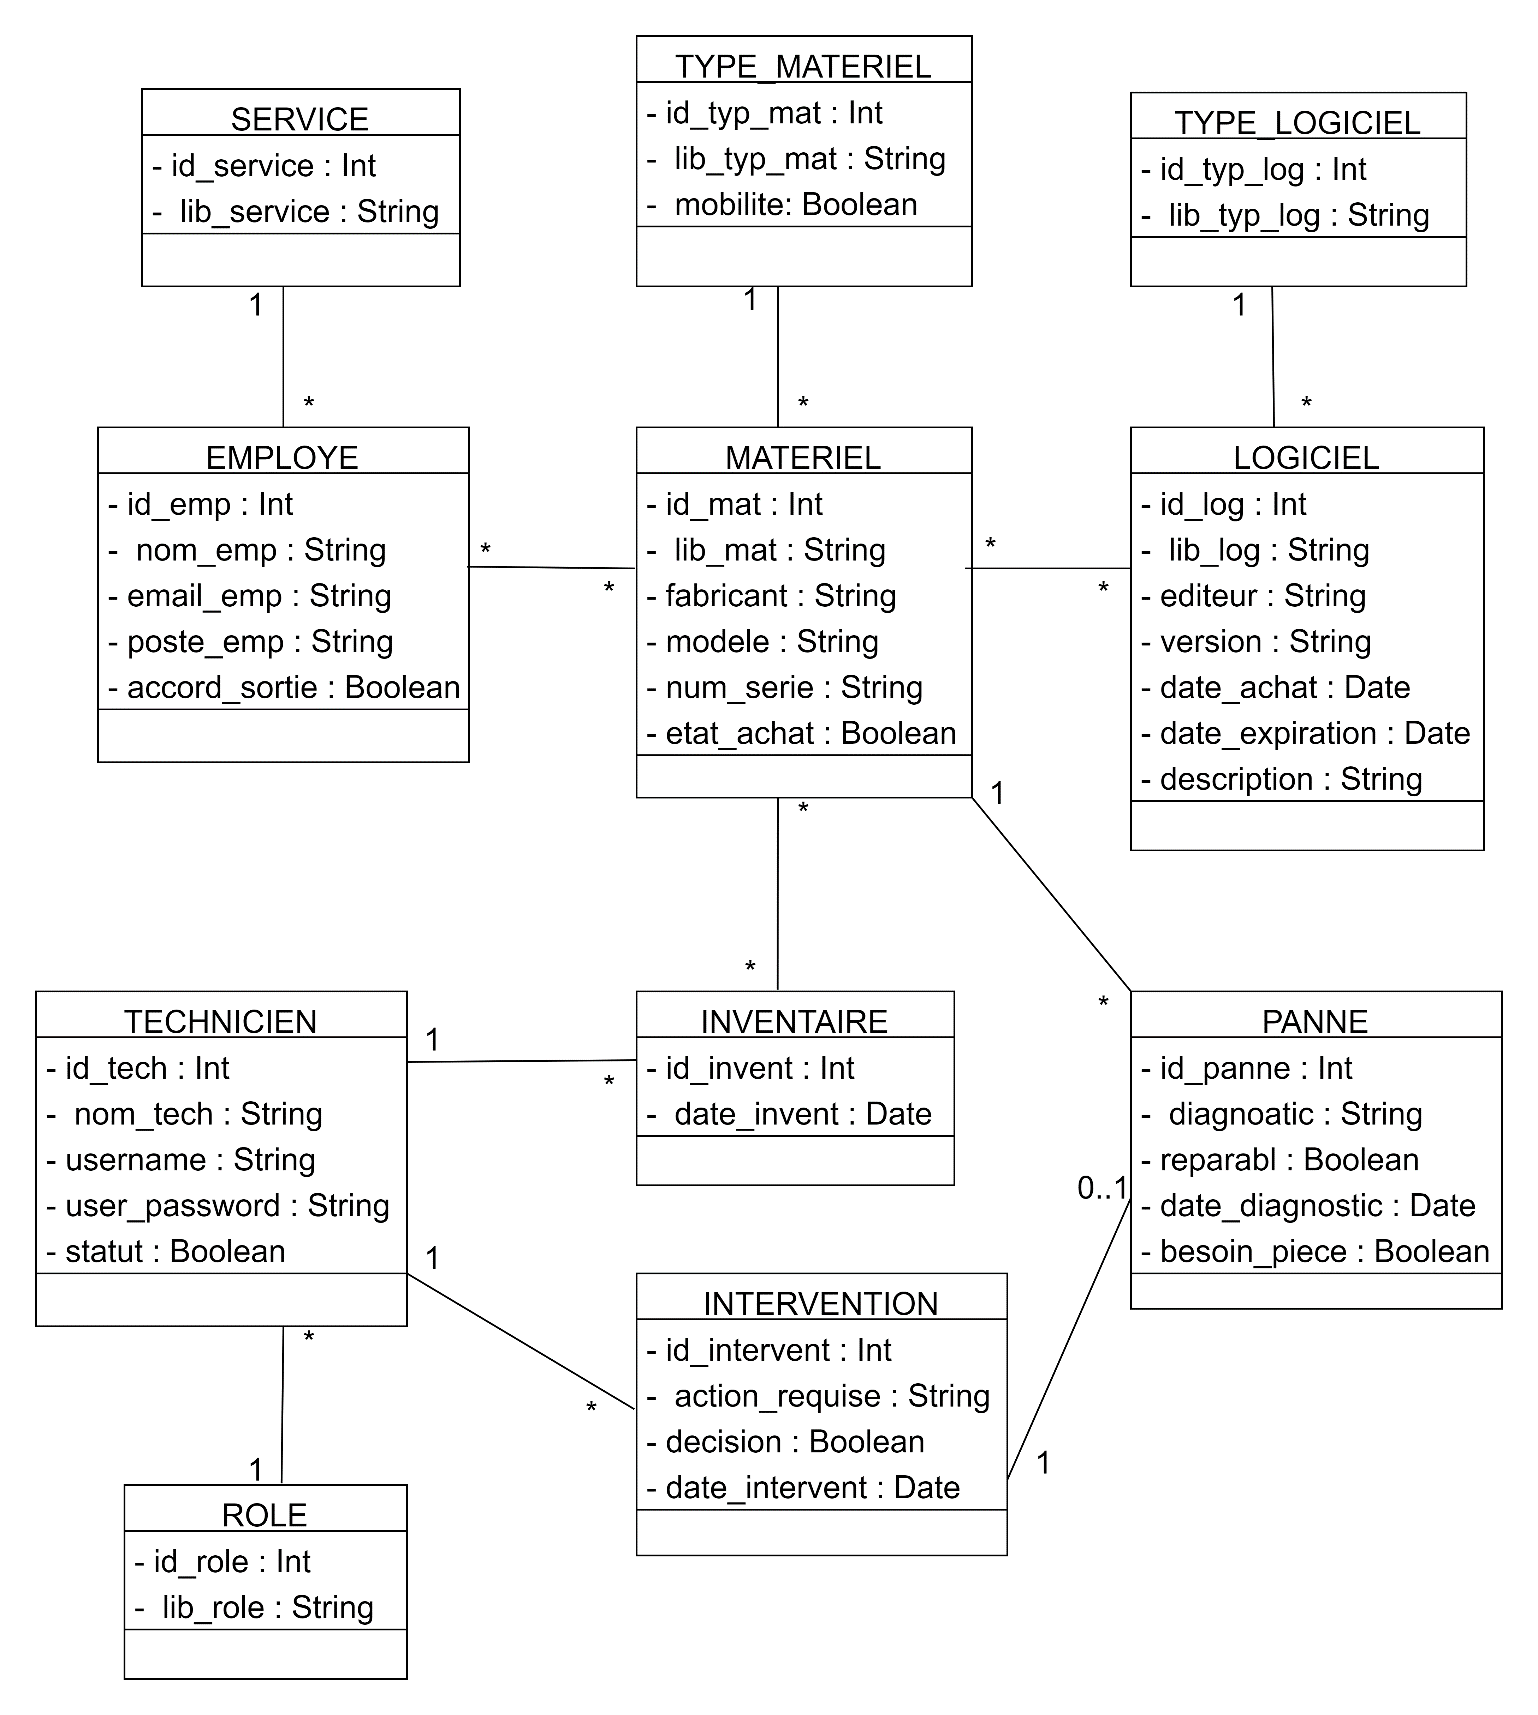 TYPE_MATERIEL
- id_typ_mat : Int
-  lib_typ_mat : String
-  mobilite: Boolean
SERVICE
- id_service : Int
-  lib_service : String
TYPE_LOGICIEL
- id_typ_log : Int
-  lib_typ_log : String
1
1
1
*
*
*
EMPLOYE
- id_emp : Int
-  nom_emp : String
- email_emp : String
- poste_emp : String
- accord_sortie : Boolean
*
*
MATERIEL
- id_mat : Int
-  lib_mat : String
- fabricant : String
- modele : String
- num_serie : String
- etat_achat : Boolean
*
*
LOGICIEL
- id_log : Int
-  lib_log : String
- editeur : String
- version : String
- date_achat : Date
- date_expiration : Date
- description : String
*
1
*
*
TECHNICIEN
- id_tech : Int
-  nom_tech : String
- username : String
- user_password : String
- statut : Boolean
1
*
INVENTAIRE
- id_invent : Int
-  date_invent : Date
PANNE
- id_panne : Int
-  diagnoatic : String
- reparabl : Boolean
- date_diagnostic : Date
- besoin_piece : Boolean
0..1
1
*
*
1
INTERVENTION
- id_intervent : Int
-  action_requise : String
- decision : Boolean
- date_intervent : Date
1
ROLE
- id_role : Int
-  lib_role : String